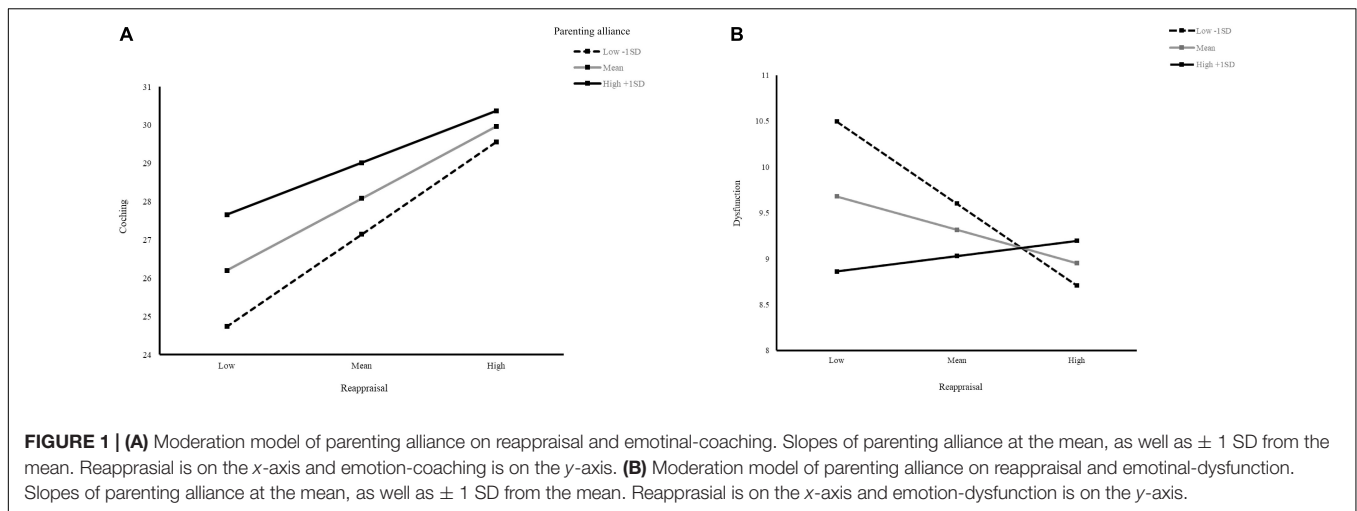 A
Parenting alliance
Low -1SD
Mean
High +1SD
31
30
29
28
27
26
25
24
Coching
Low
Mean
High
Reappraisal
B
Low -1SD
Mean
High +1SD
11
10.5
10
9.5
9
8.5
8
Dysfunction
Low
Mean
High
Reappraisal
FIGURE 1 | (A) Moderation model of parenting alliance on reappraisal and emotinal-coaching. Slopes of parenting alliance at the mean, as well as ± 1 SD from the
mean. Reapprasial is on the x-axis and emotion-coaching is on the y-axis. (B) Moderation model of parenting alliance on reappraisal and emotinal-dysfunction.
Slopes of parenting alliance at the mean, as well as ± 1 SD from the mean. Reapprasial is on the x-axis and emotion-dysfunction is on the y-axis.